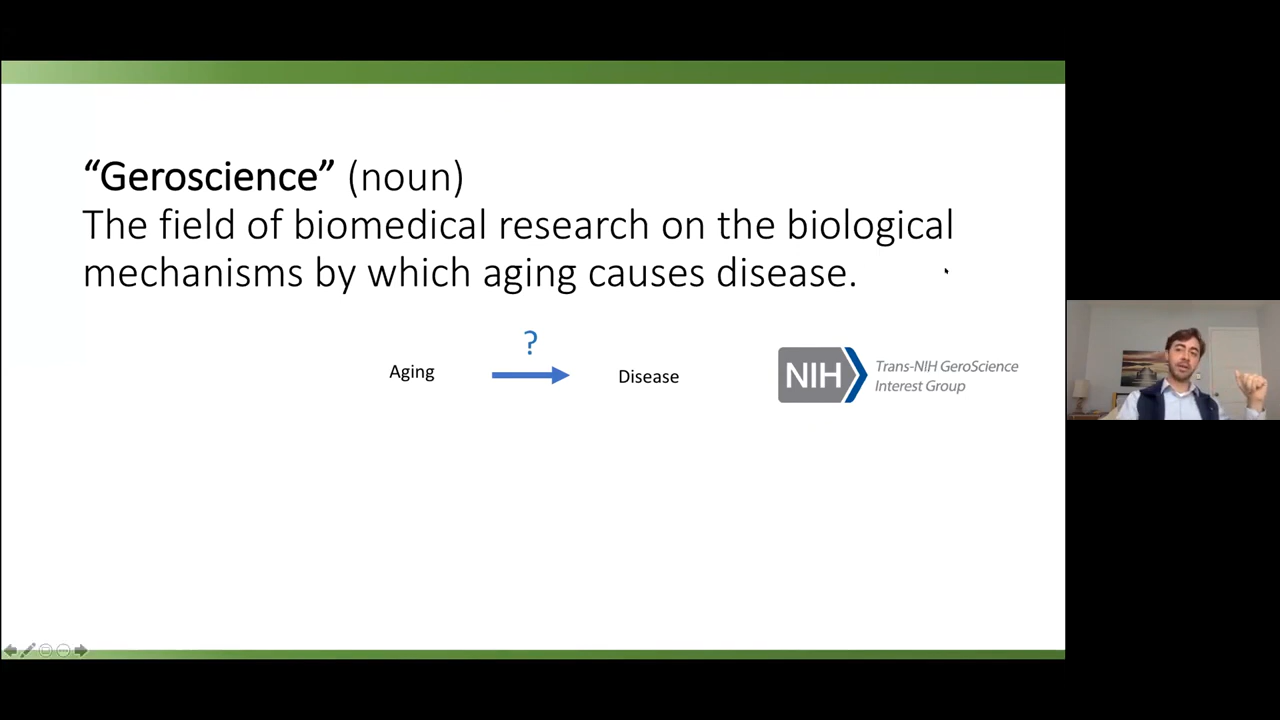 “Geroscience” (noun)
The field of biomedical research on the biological
mechanisms by which aging causes disease.
?
Aging
Disease
NIH
Trans-NIH GeroScience
Interest Group